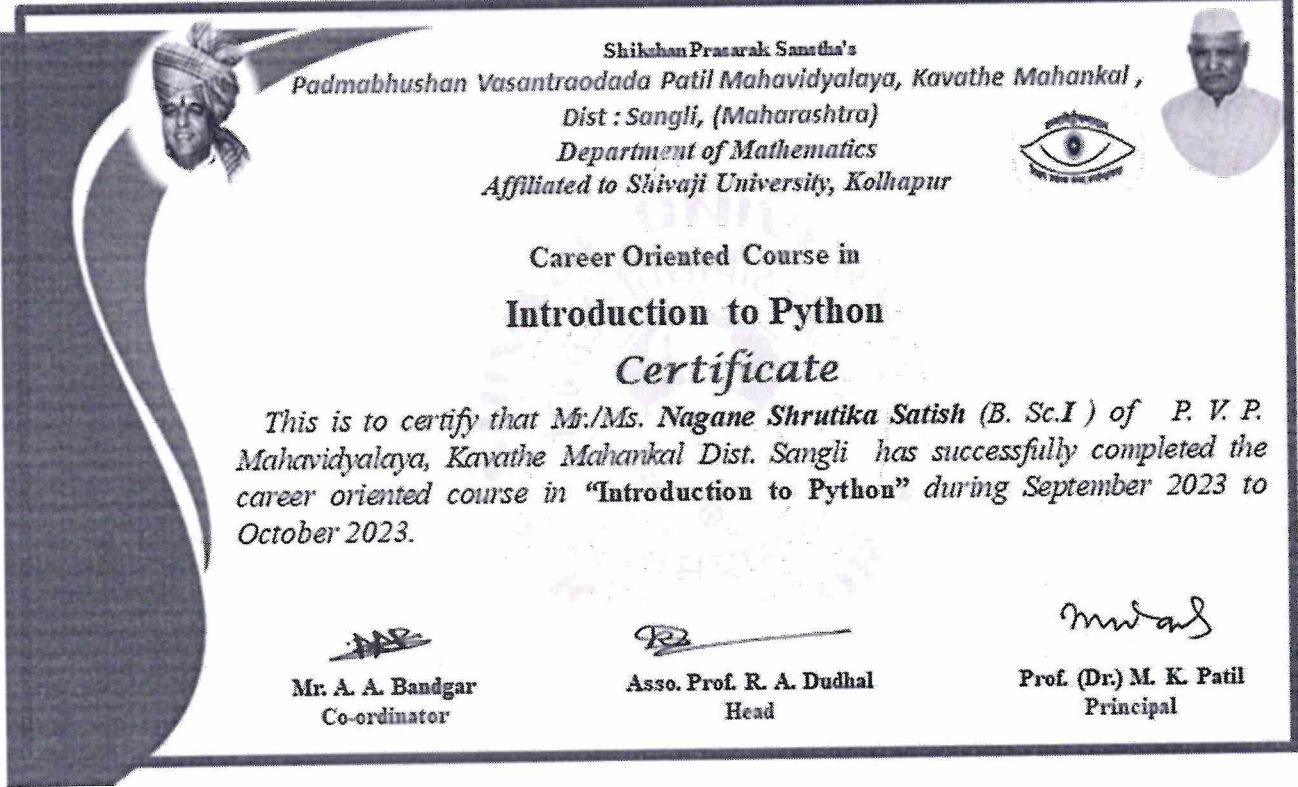 Shikshan Prasarak Sanstha's
Padmabhushan Vasantraodada Patil Mahavidyalaya, Kavathe Mahankal ,
Dist : Sangli, (Maharashtra)
Department of Mathematics
Affiliated to Shivaji University, Kolhapur
Career Oriented Course in
Introduction to Python
Certificate
This is to certify that Mr./Ms. Nagane Shrutika Satish (B. Sc.I ) of P. V. P.
Mahavidyalaya, Kavathe Mahankal Dist. Sangli has successfully completed the
career oriented course in “Introduction to Python” during September 2023 to
October 2023.
Mr. A. A. Bandgar
Co-ordinator
Asso. Prof. R. A. Dudhal
Head
Prof. (Dr.) M. K. Patil
Principal